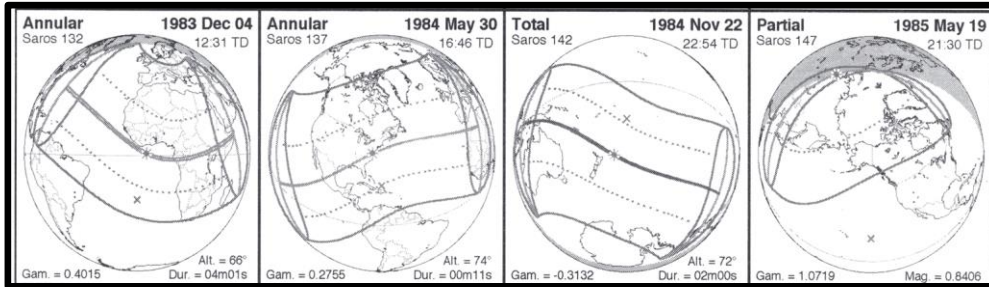 Annular 1983 Dec 04
Saros 132 12:31 TD
Alt. = 66°
Gam. = 0.4015 Dur. = 04m01s
Annular 1984 May 30
Saros 137 16:46 TD
Alt. = 74°
Gam. = 0.2755 Dur. = 00m11s
Total 1984 Nov 22
Saros 142 22:54 TD
Alt. = 72°
Gam. = -0.3132 Dur. = 02m00s
Partial 1985 May 19
Saros 147 21:30 TD
Gam. = 1.0719 Mag. = 0.8406